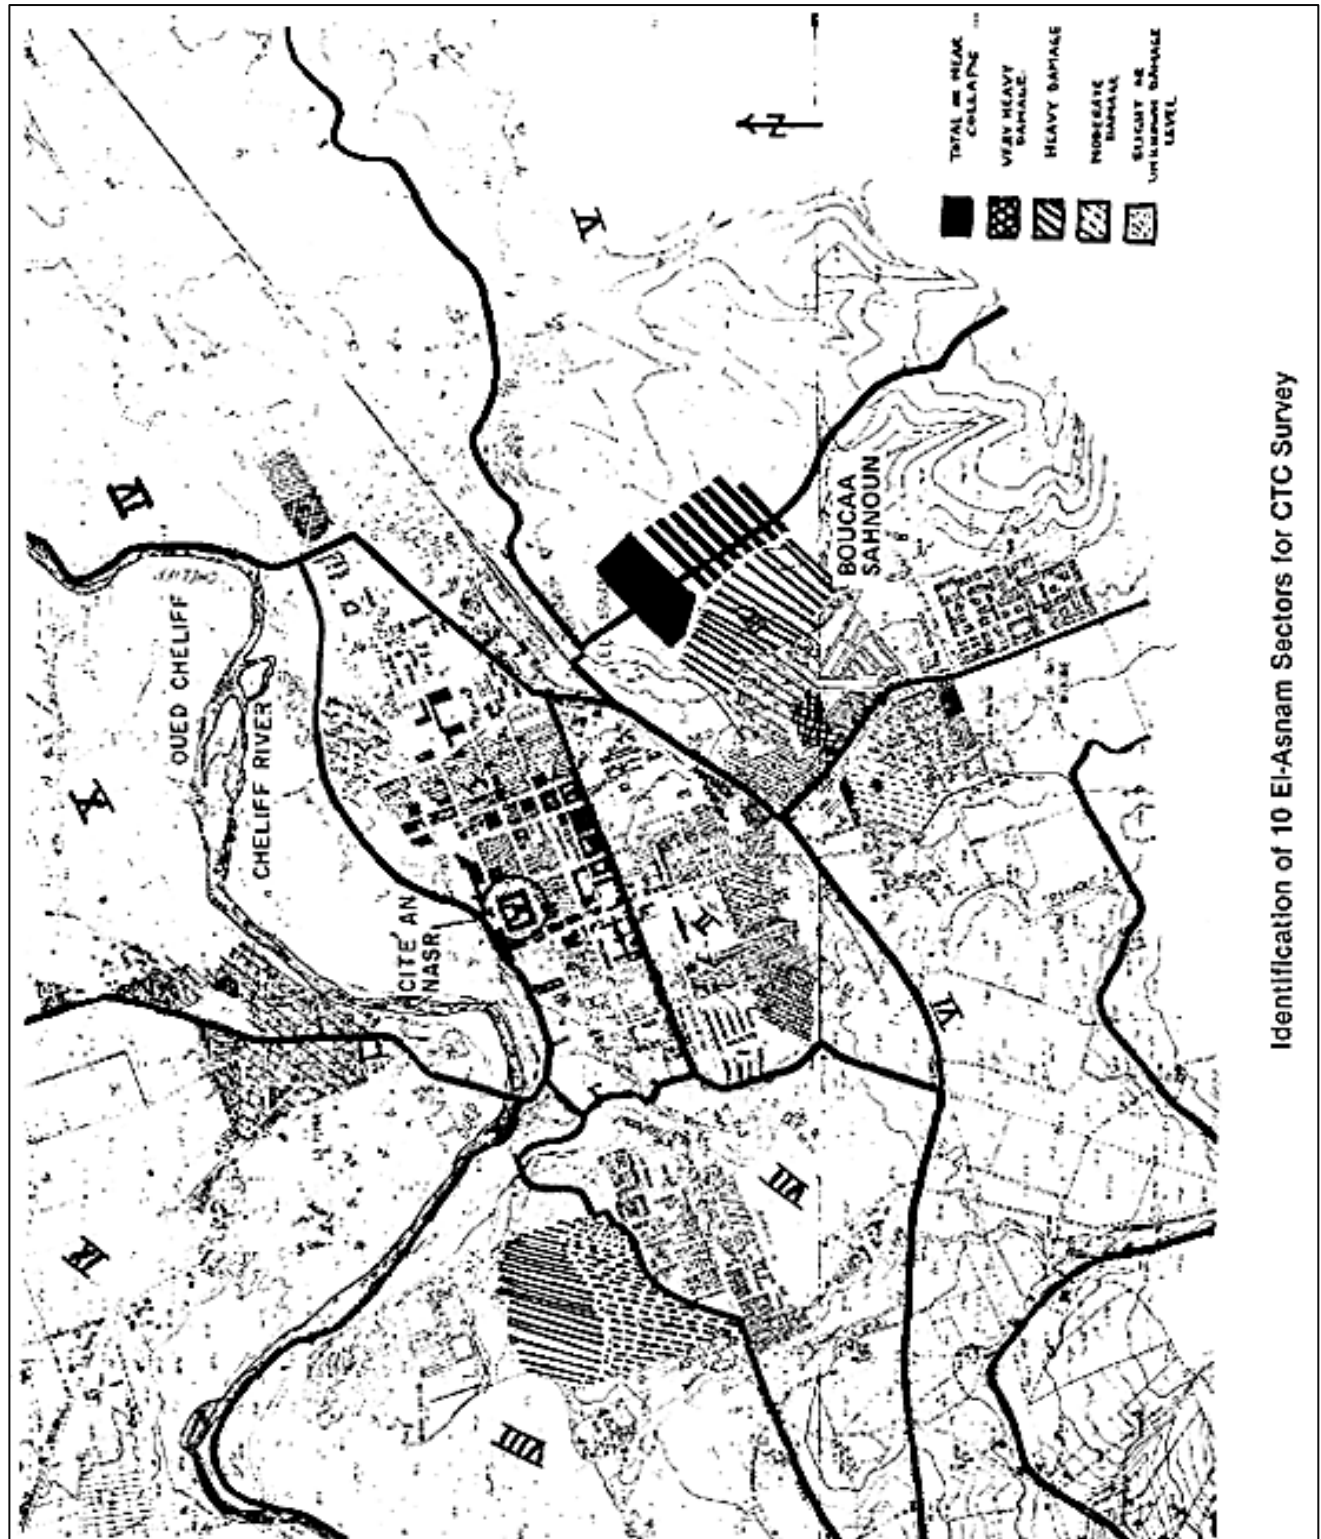 TOTAL OR NEAR
COLLAPSE
VERY HEAVY
DAMAGE
HEAVY DAMAGE
MODERATE
DAMAGE
SLIGHT OR
UNKNOWN DAMAGE
LEVEL
N
V
IV
X
OUED CHELIFF
CHELIFF RIVER
CHELIFF
CITE AN
NASR
BOUCAA
SAHNOUN
I
II
III
VI
VII
VIII
IX
Identification of 10 El-Asnam Sectors for CTC Survey